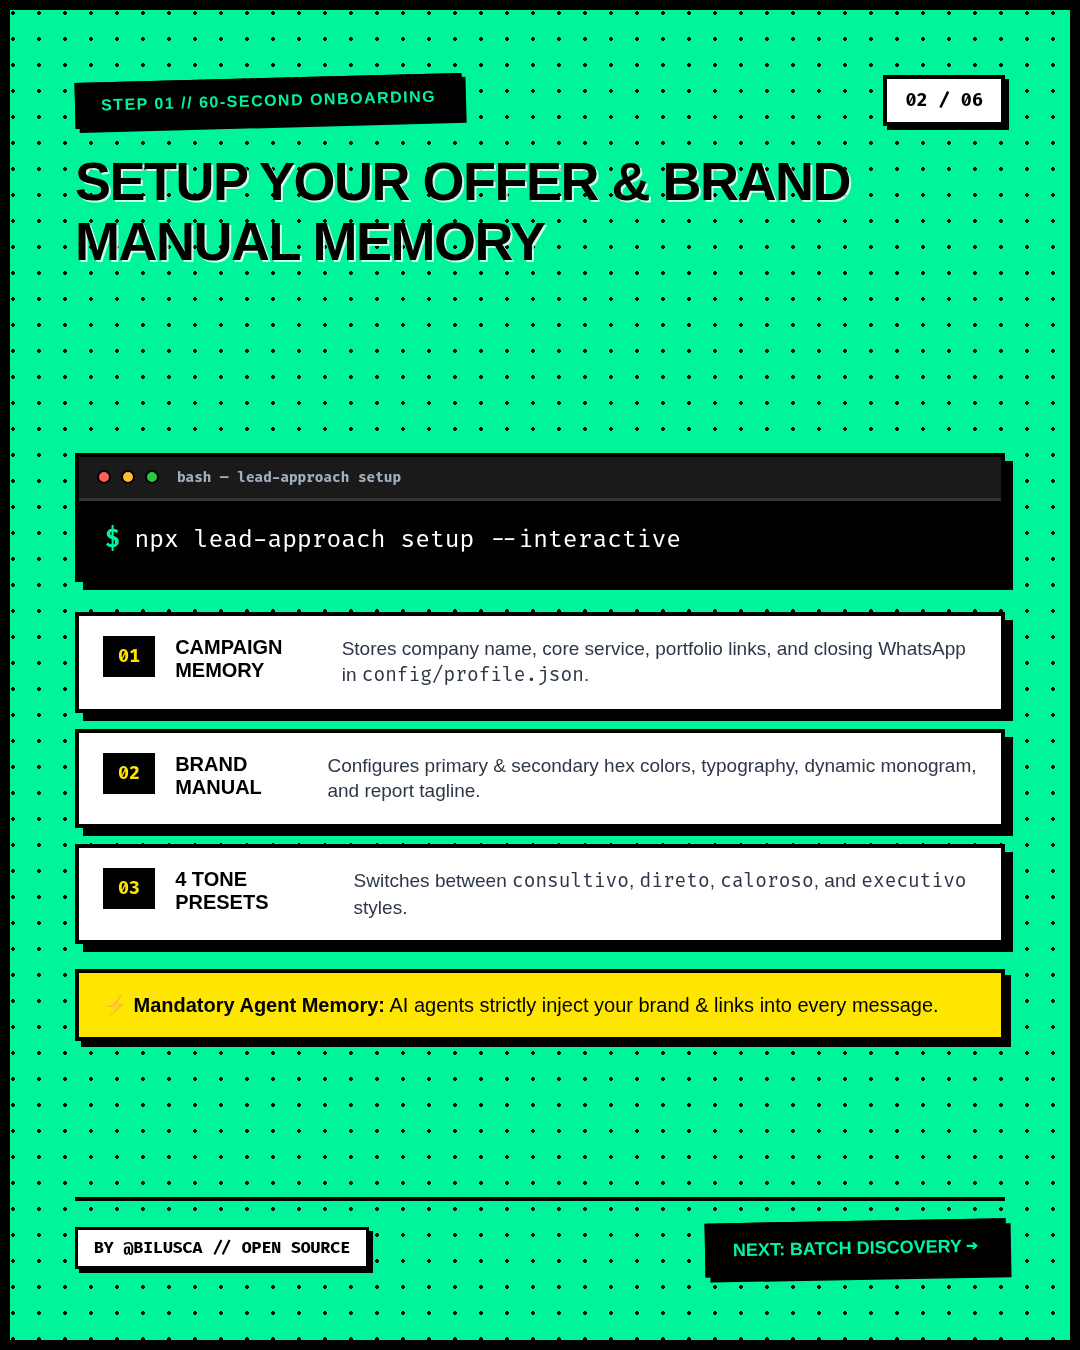 STEP 01 // 60-SECOND ONBOARDING
02 / 06
SETUP YOUR OFFER & BRAND
MANUAL MEMORY
bash — lead-approach setup
$ npx lead-approach setup --interactive
01
CAMPAIGN
MEMORY
Stores company name, core service, portfolio links, and closing WhatsApp
in config/profile.json.
02
BRAND
MANUAL
Configures primary & secondary hex colors, typography, dynamic monogram,
and report tagline.
03
4 TONE
PRESETS
Switches between consultivo, direto, caloroso, and executivo
styles.
⚡ Mandatory Agent Memory: AI agents strictly inject your brand & links into every message.
BY @BILUSCA // OPEN SOURCE
NEXT: BATCH DISCOVERY ➔